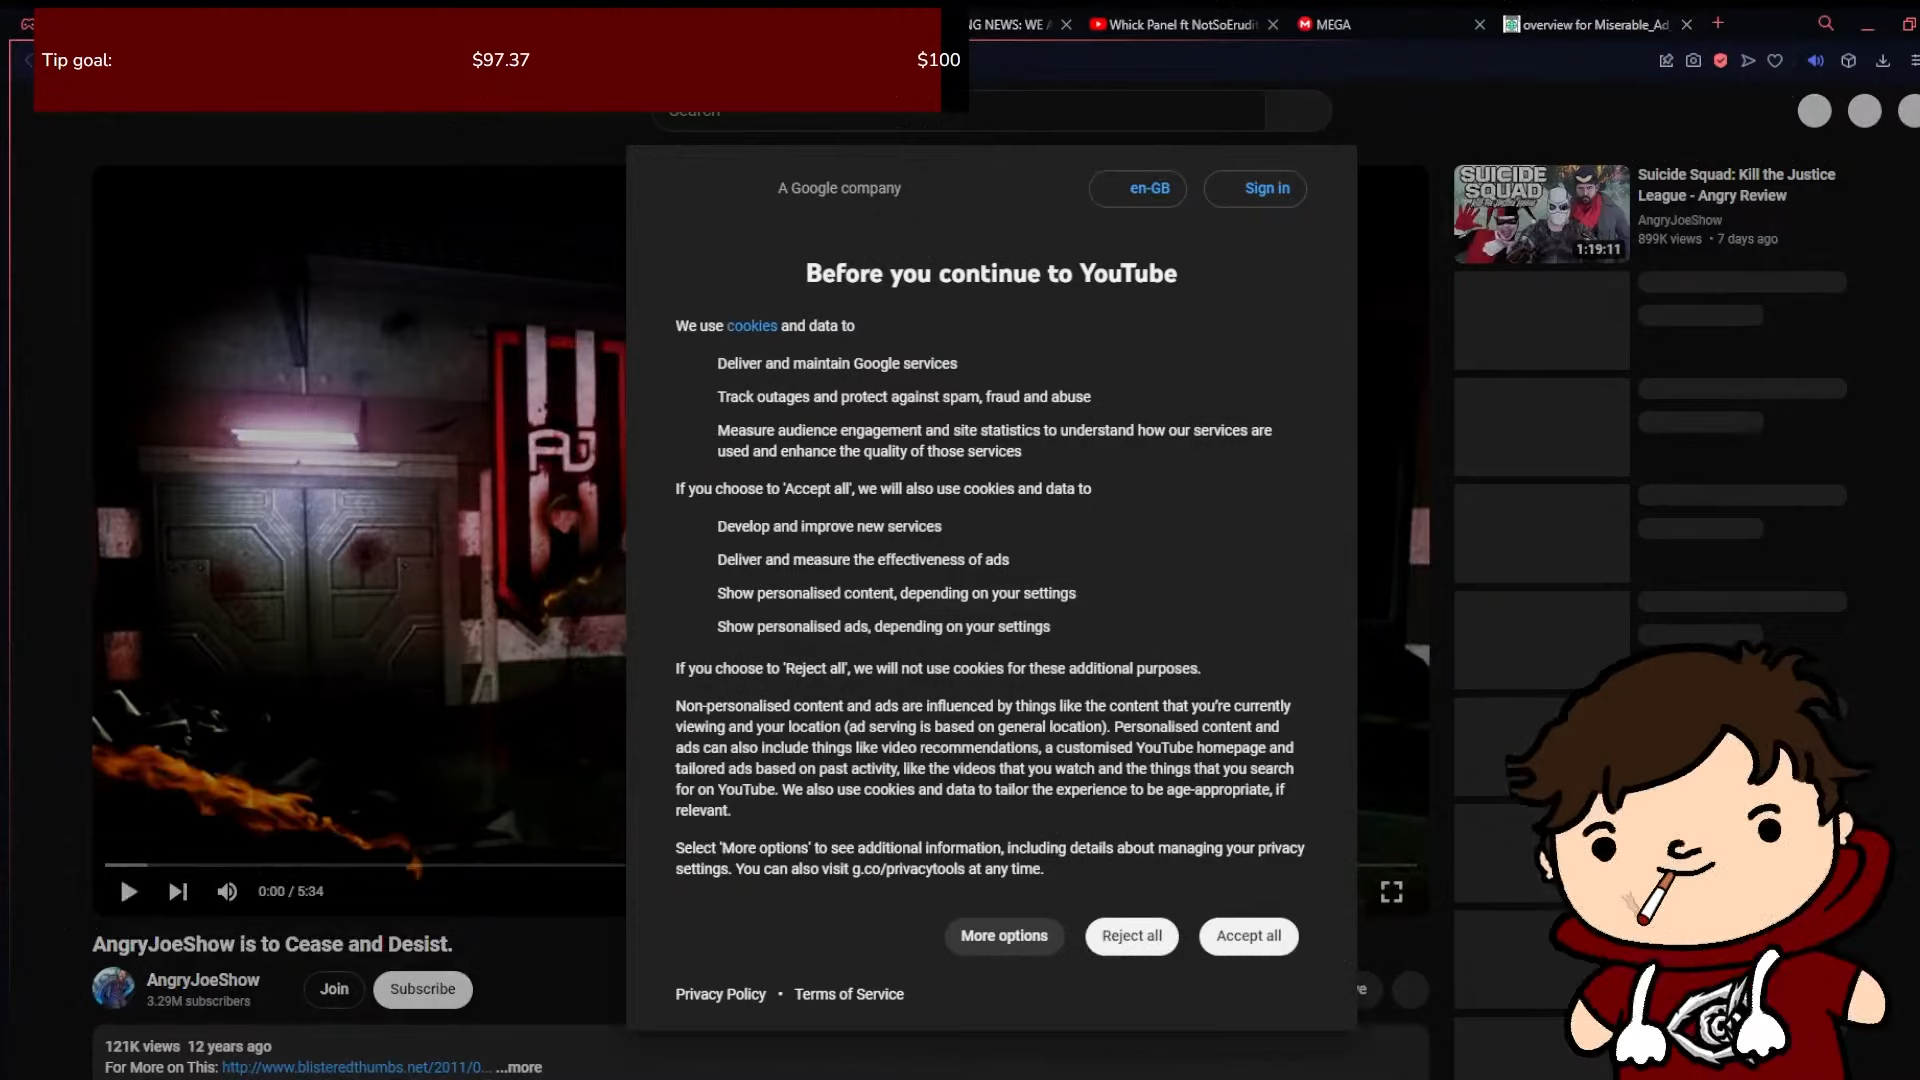 NG NEWS: WE A
Whick Panel ft NotSoErudit
MEGA
overview for Miserable_Ad
Tip goal:
$97.37
$100
Search
A Google company
en-GB
Sign in
Before you continue to YouTube
We use cookies and data to
Deliver and maintain Google services
Track outages and protect against spam, fraud and abuse
Measure audience engagement and site statistics to understand how our services are
used and enhance the quality of those services
If you choose to 'Accept all', we will also use cookies and data to
Develop and improve new services
Deliver and measure the effectiveness of ads
Show personalised content, depending on your settings
Show personalised ads, depending on your settings
If you choose to 'Reject all', we will not use cookies for these additional purposes.
Non-personalised content and ads are influenced by things like the content that you're currently
viewing and your location (ad serving is based on general location). Personalised content and
ads can also include things like video recommendations, a customised YouTube homepage and
tailored ads based on past activity, like the videos that you watch and the things that you search
for on YouTube. We also use cookies and data to tailor the experience to be age-appropriate, if
relevant.
Select 'More options' to see additional information, including details about managing your privacy
settings. You can also visit g.co/privacytools at any time.
More options
Reject all
Accept all
Privacy Policy • Terms of Service
SUICIDE
SQUAD
1:19:11
Suicide Squad: Kill the Justice
League - Angry Review
AngryJoeShow
899K views • 7 days ago
AJ
0:00 / 5:34
AngryJoeShow is to Cease and Desist.
AngryJoeShow
3.29M subscribers
Join
Subscribe
121K views 12 years ago
For More on This: http://www.blisteredthumbs.net/2011/0... ...more